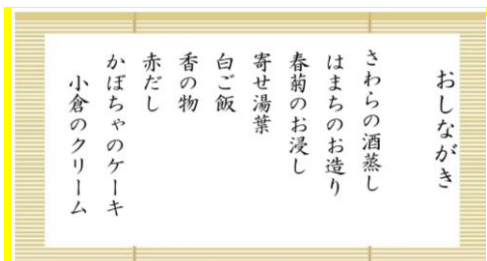 おしながき
さわらの酒蒸し
はまちのお造り
春菊のお浸し
寄せ湯葉
白ご飯
香の物
赤だし
かぼちゃのケーキ
小倉のクリーム